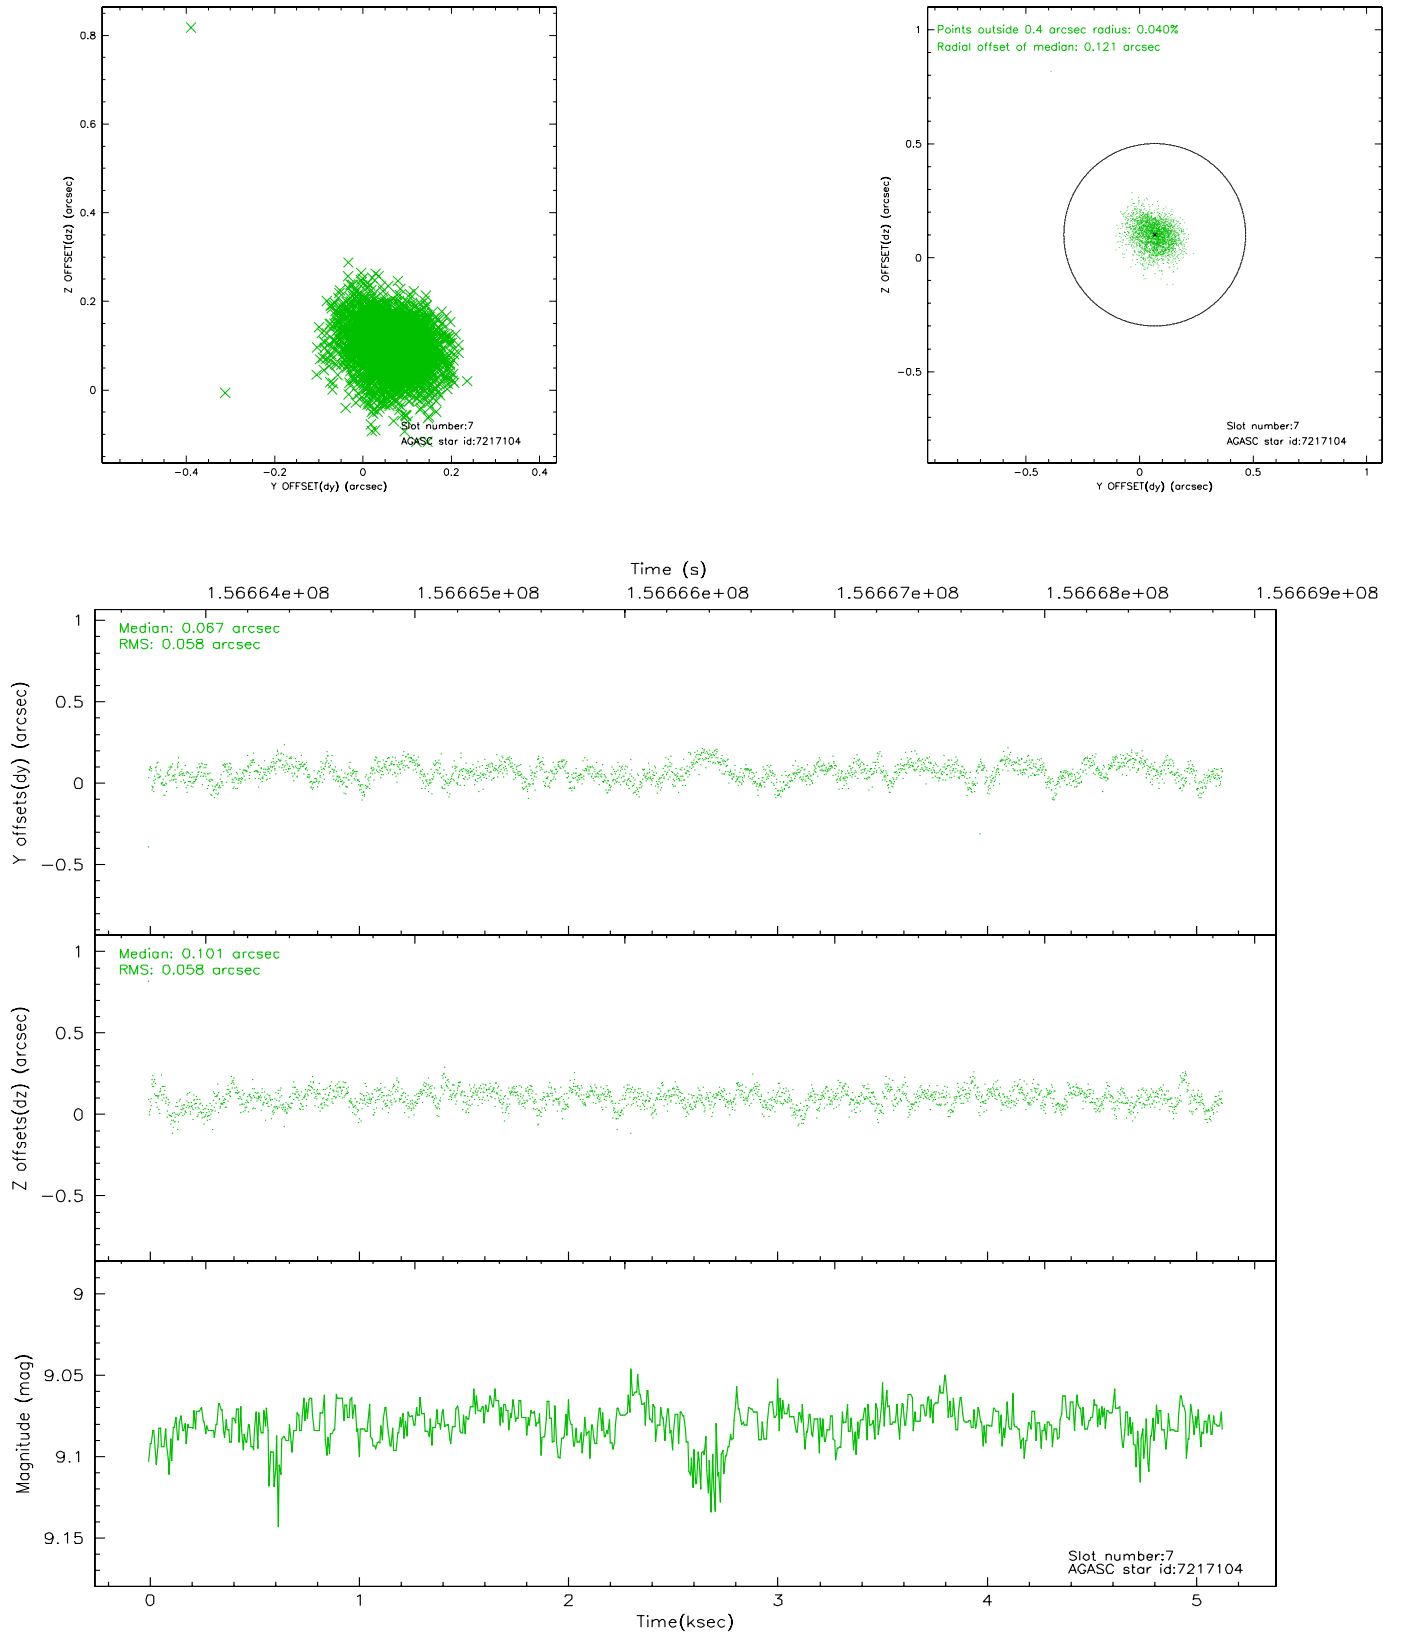 0.8
0.6
0.4
0.2
0
Z OFFSET(dz) (arcsec)
−0.4 −0.2 0 0.2 0.4
Y OFFSET(dy) (arcsec)
Slot number:7
AGASC star id:7217104
Points outside 0.4 arcsec radius: 0.040%
Radial offset of median: 0.121 arcsec
1
0.5
0
−0.5
Z OFFSET(dz) (arcsec)
−0.5 0 0.5 1
Y OFFSET(dy) (arcsec)
Slot number:7
AGASC star id:7217104
Time (s)
1.56664e+08 1.56665e+08 1.56666e+08 1.56667e+08 1.56668e+08 1.56669e+08
Median: 0.067 arcsec
RMS: 0.058 arcsec
1
0.5
0
−0.5
Y offsets(dy) (arcsec)
Median: 0.101 arcsec
RMS: 0.058 arcsec
1
0.5
0
−0.5
Z offsets(dz) (arcsec)
9
9.05
9.1
9.15
Magnitude (mag)
Slot number:7
AGASC star id:7217104
0 1 2 3 4 5
Time(ksec)